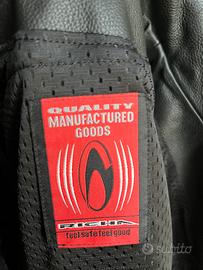 QUALITY
MANUFACTURED
GOODS
RICHA
feel safe feel good
subito